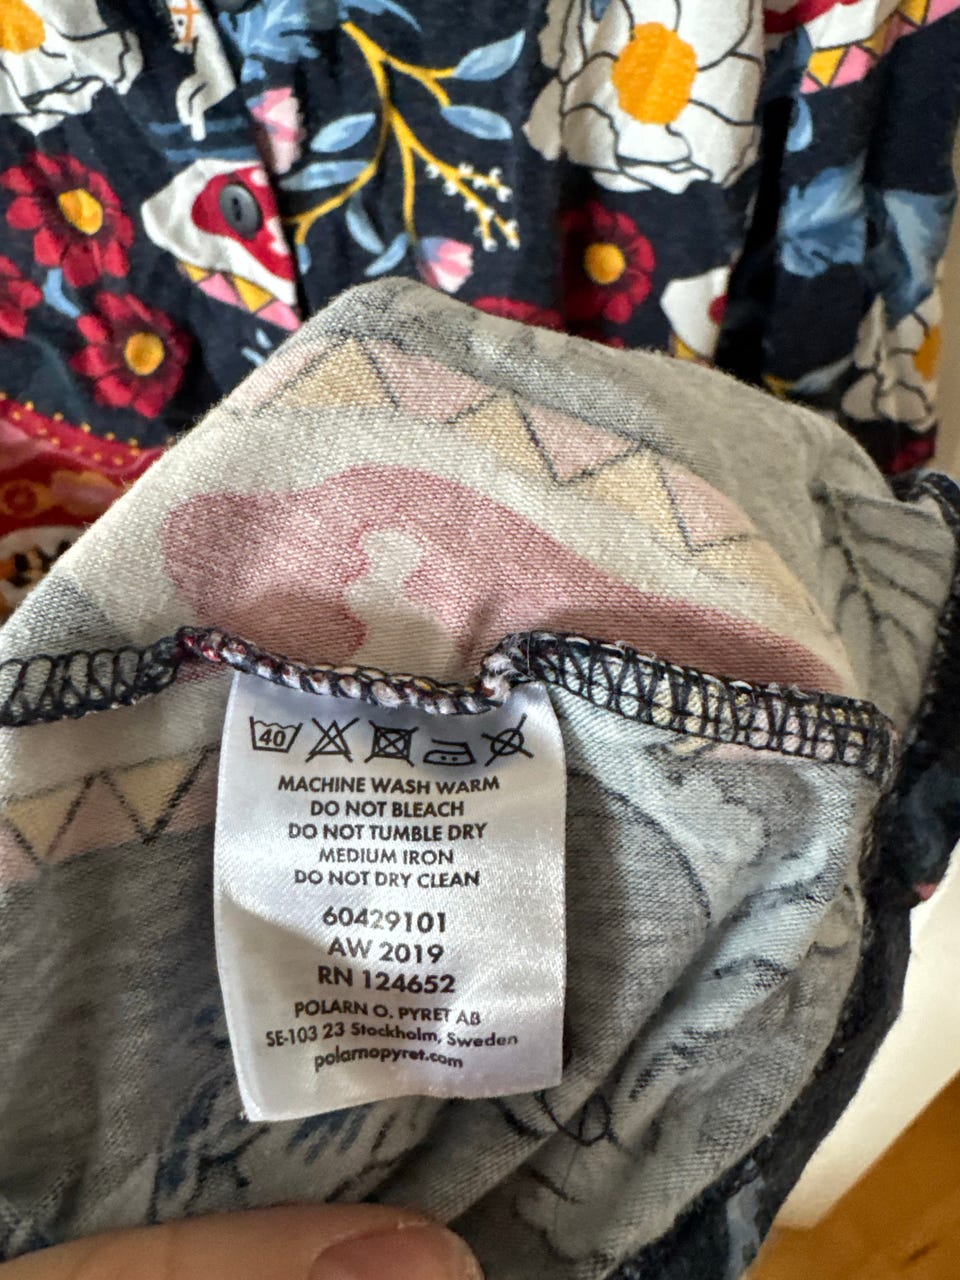 40
MACHINE WASH WARM
DO NOT BLEACH
DO NOT TUMBLE DRY
MEDIUM IRON
DO NOT DRY CLEAN
60429101
AW 2019
RN 124652
POLARN O. PYRET AB
SE-103 23 Stockholm, Sweden
polarnopyret.com